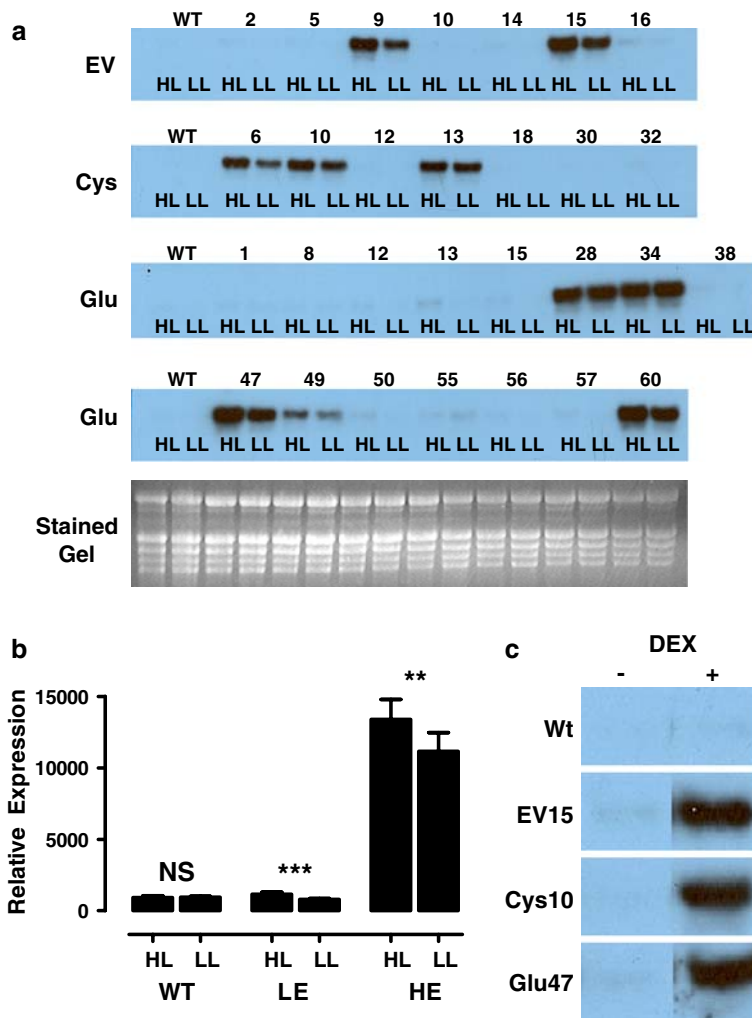 a
WT 2 5 9 10 14 15 16
EV
HL LL HL LL HL LL HL LL HL LL HL LL HL LL HL LL
WT 6 10 12 13 18 30 32
Cys
HL LL HL LL HL LL HL LL HL LL HL LL HL LL HL LL
WT 1 8 12 13 15 28 34 38
Glu
HL LL HL LL HL LL HL LL HL LL HL LL HL LL HL LL HL LL
WT 47 49 50 55 56 57 60
Glu
HL LL HL LL HL LL HL LL HL LL HL LL HL LL HL LL
Stained
Gel
b
Relative Expression
15000
10000
5000
0
NS
***
**
HL LL HL LL HL LL
WT LE HE
c
DEX
- +
Wt
EV15
Cys10
Glu47